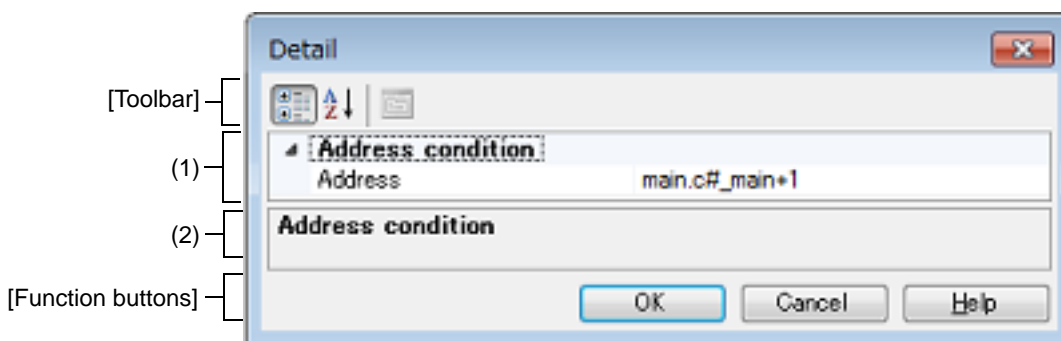 Detail
[Toolbar]
(1)
Address condition
Address main.c#_main+1
(2)
Address condition
[Function buttons]
OK Cancel Help